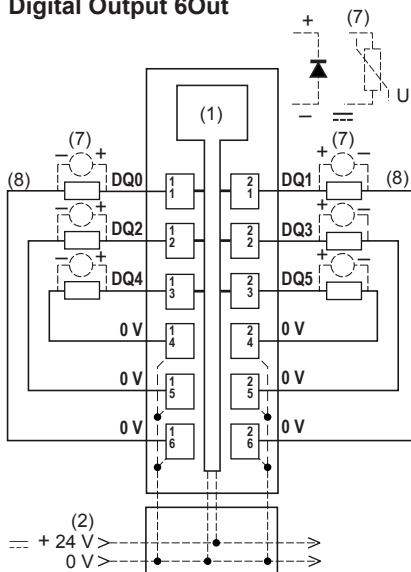 Digital Output 6Out
+ (7)
U
–
(1)
(7) (7)
– + + –
(8) DQ0 1 1 2 1 DQ1 (8)
– + + –
DQ2 1 2 2 2 DQ3
– + + –
DQ4 1 3 2 3 DQ5
0 V 1 4 2 4 0 V
0 V 1 5 2 5 0 V
0 V 1 6 2 6 0 V
(2)
+ 24 V
0 V